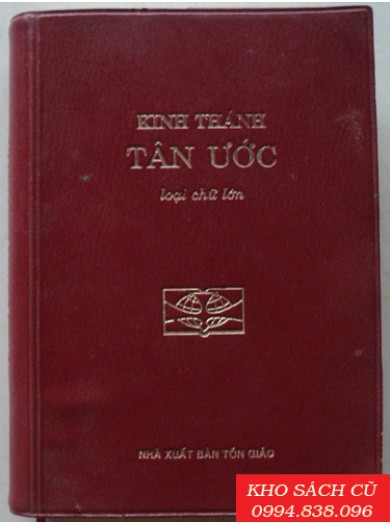 KINH THÁNH
TÂN ƯỚC
loại chữ lớn
NHÀ XUẤT BẢN TÔN GIÁO
KHO SÁCH CŨ
0994.838.096